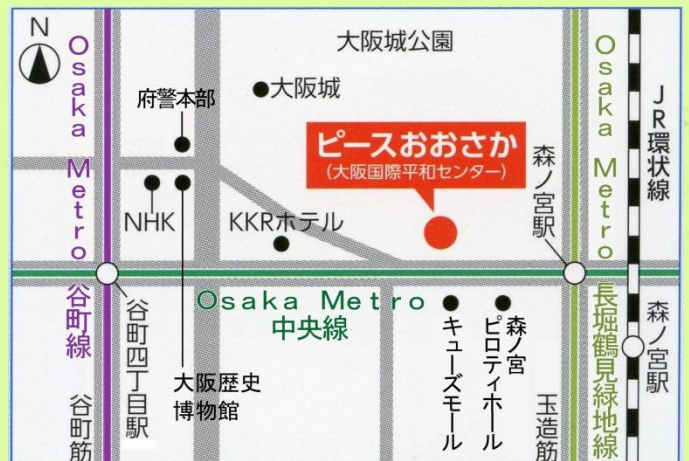 N
大阪城公園
Osaka Metro 谷町線
府警本部
大阪城
ピースおおさか
(大阪国際平和センター)
森ノ宮駅
Osaka Metro 長堀鶴見緑地線
JR環状線
NHK
KKRホテル
Osaka Metro
中央線
谷町四丁目駅
大阪歴史
博物館
キューズモール
森ノ宮
ピロティホール
森ノ宮駅
谷町筋
玉造筋